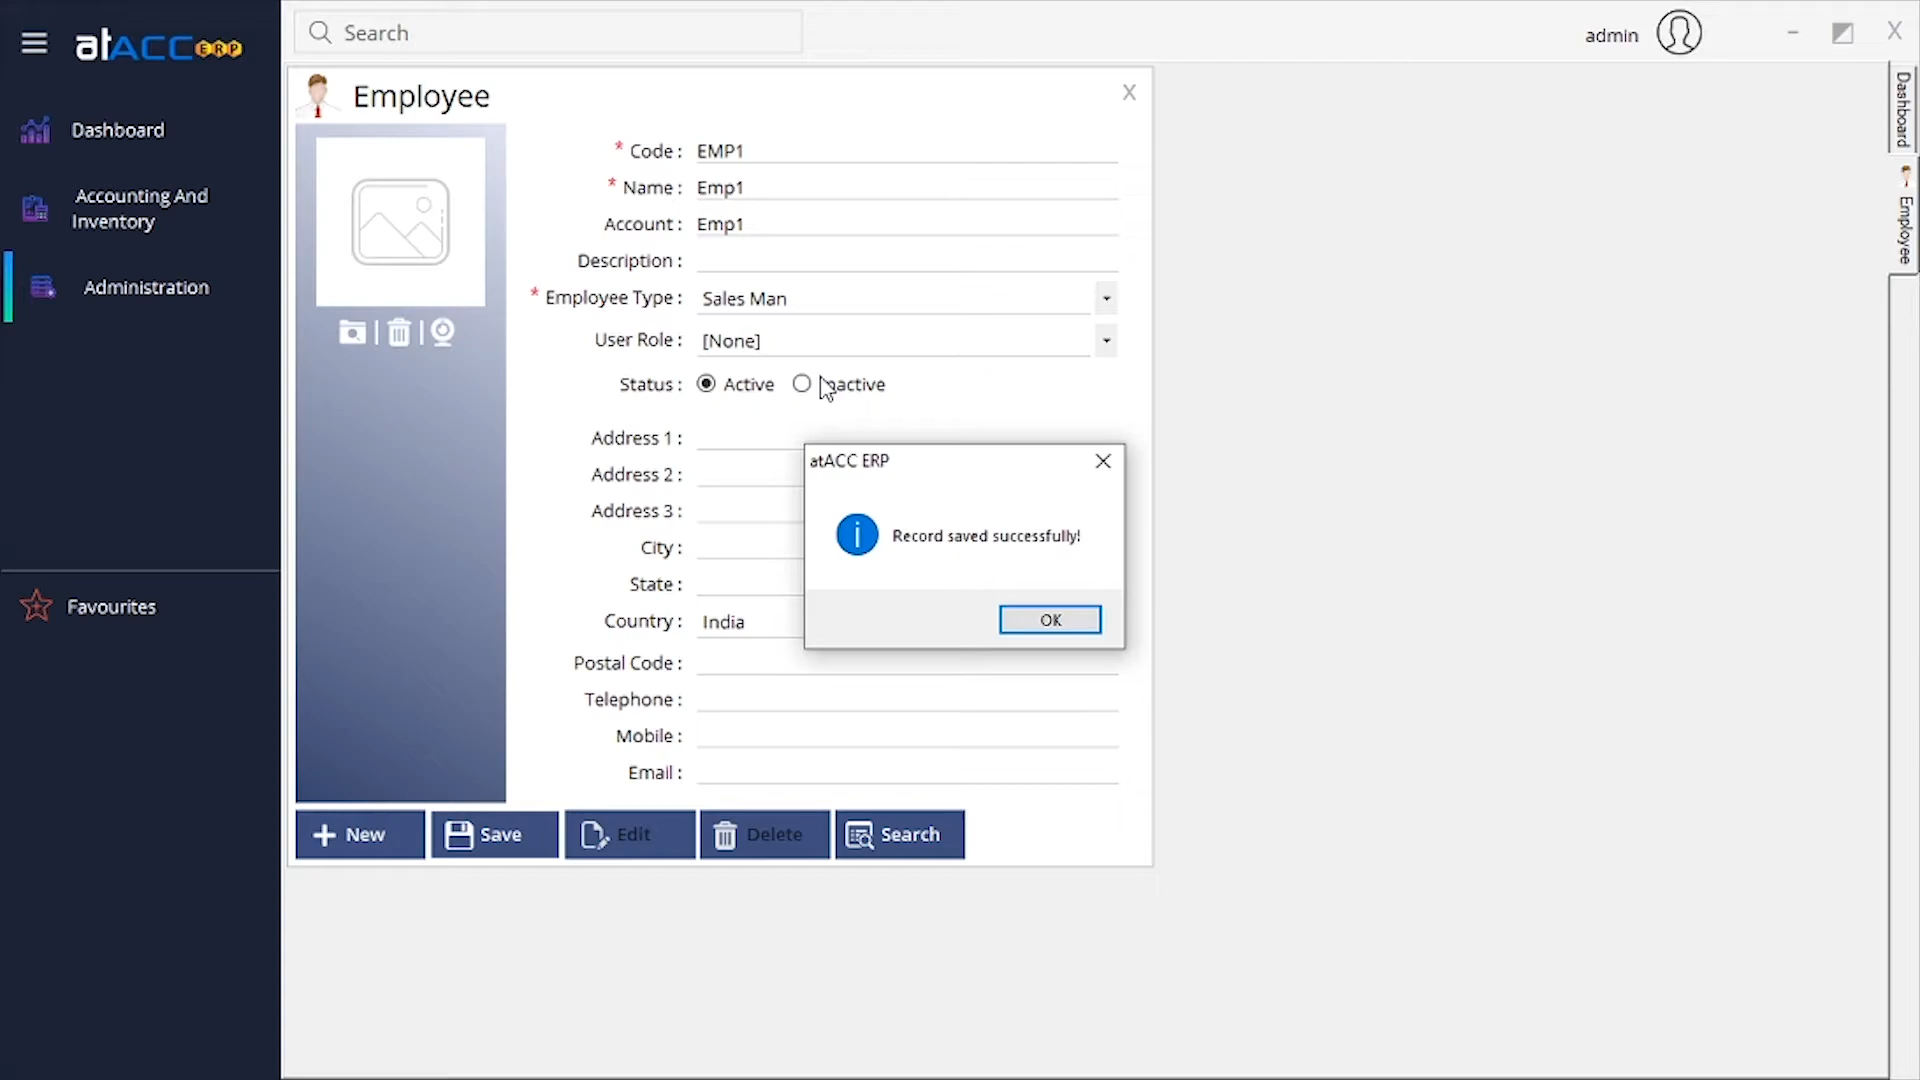 atACC ERP
Search
admin
X
Dashboard
Accounting And
Inventory
Administration
Favourites
Employee
X
* Code : EMP1
* Name : Emp1
Account : Emp1
Description :
* Employee Type : Sales Man
User Role : [None]
Status : Active
Address 1 :
Address 2 :
Address 3 :
City :
State :
Country : India
Postal Code :
Telephone :
Mobile :
Email :
atACC ERP
Record saved successfully!
OK
New
Save
Edit
Delete
Search
Dashboard
Employee